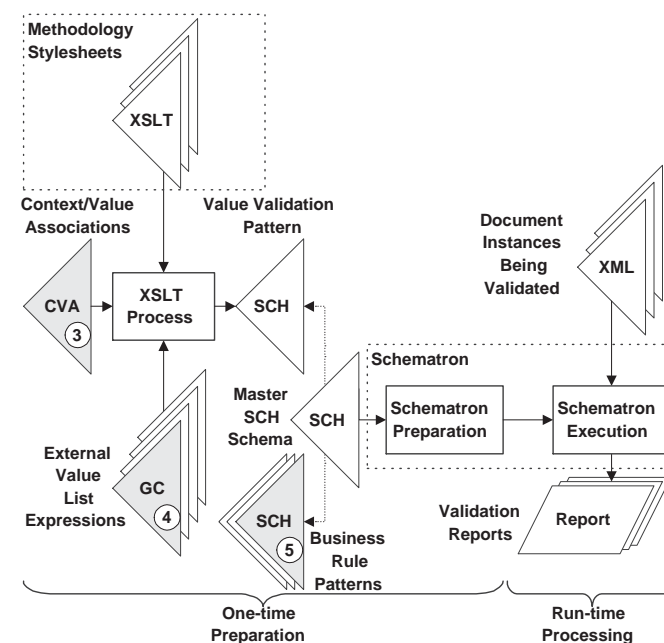 Methodology
Stylesheets
XSLT
Context/Value
Associations
Value Validation
Pattern
CVA
3
XSLT
Process
SCH
Document
Instances
Being
Validated
XML
Schematron
Master
SCH
Schema
SCH
Schematron
Preparation
Schematron
Execution
External
Value
List
Expressions
GC
4
SCH
5
Business
Rule
Patterns
Validation
Reports
Report
One-time
Preparation
Run-time
Processing